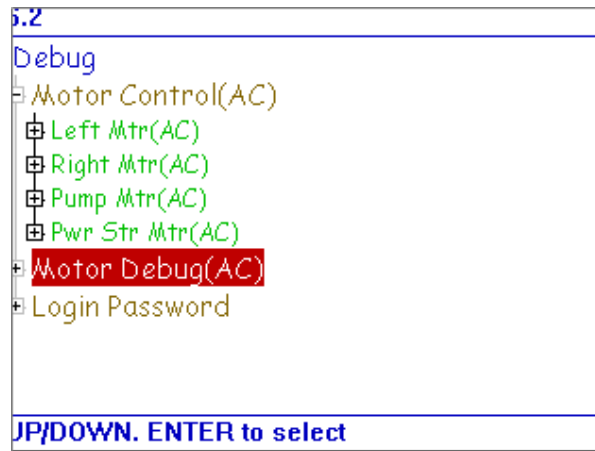 5.2
Debug
Motor Control(AC)
Left Mtr(AC)
Right Mtr(AC)
Pump Mtr(AC)
Pwr Str Mtr(AC)
Motor Debug(AC)
Login Password
UP/DOWN. ENTER to select